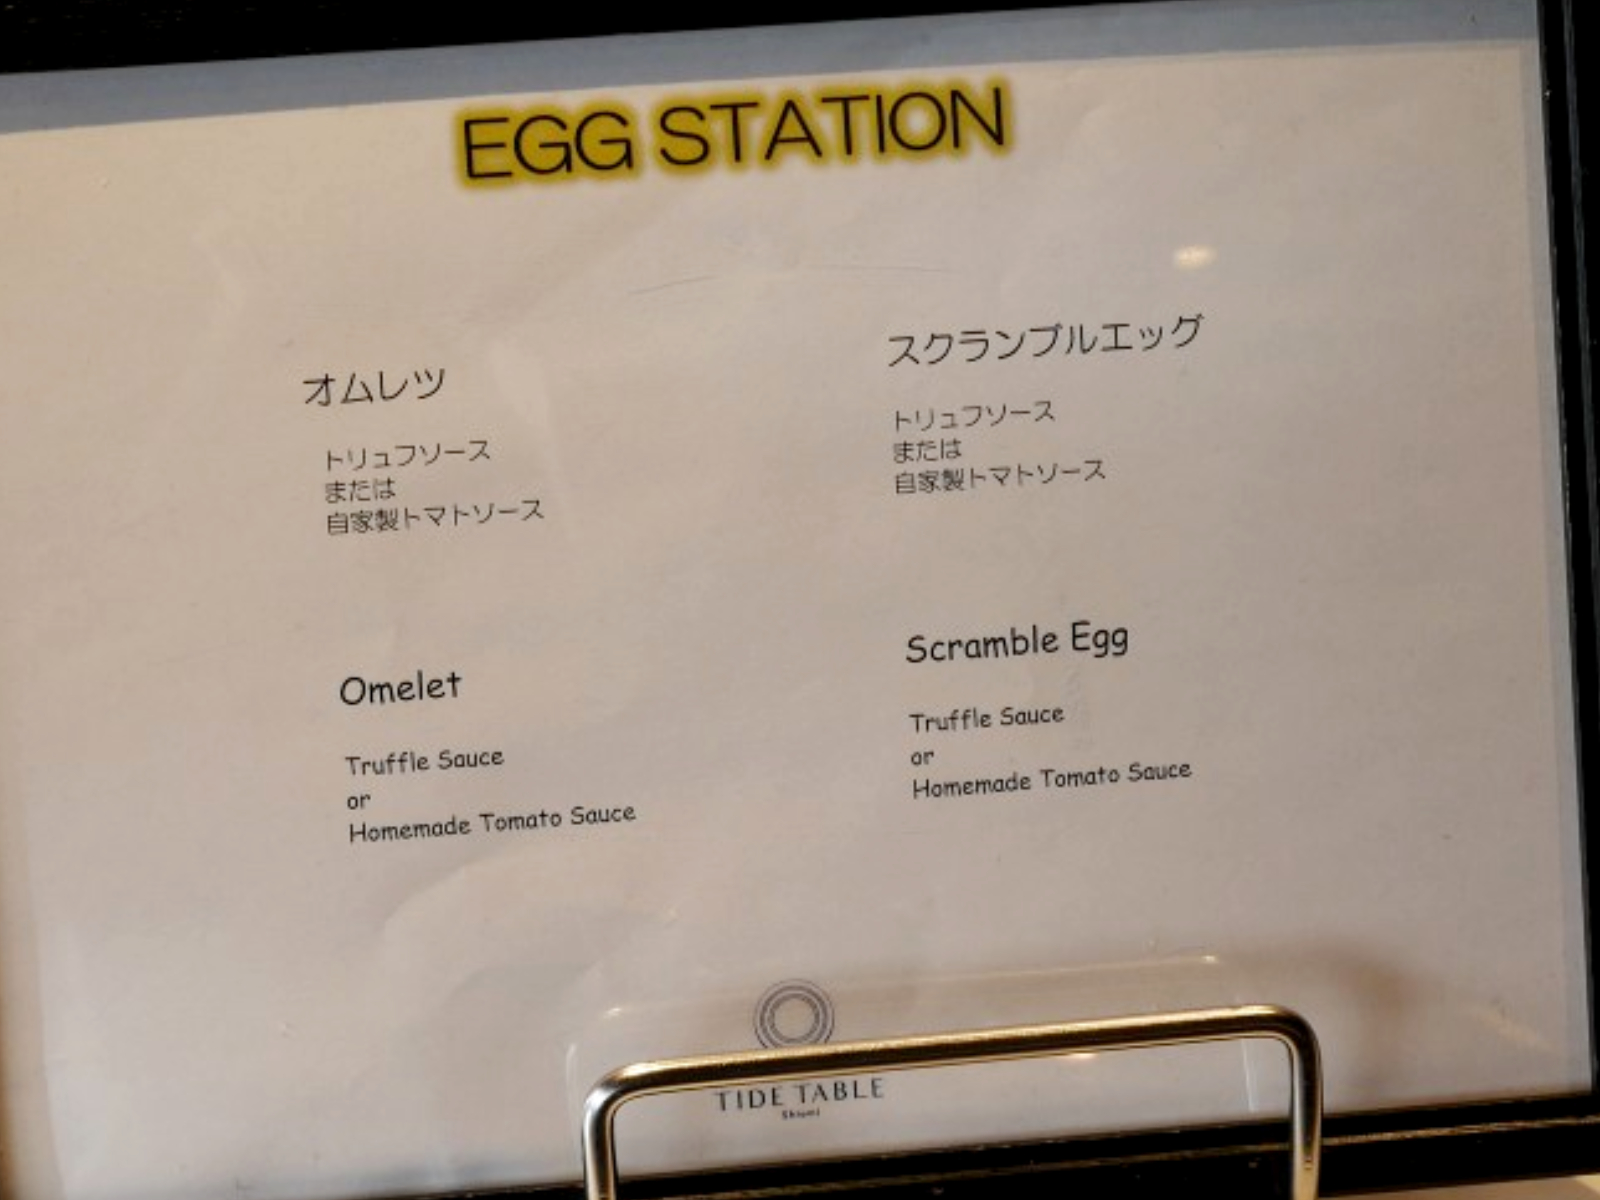 EGG STATION
オムレツ
トリュフソース
または
自家製トマトソース
スクランブルエッグ
トリュフソース
または
自家製トマトソース
Omelet
Truffle Sauce
or
Homemade Tomato Sauce
Scramble Egg
Truffle Sauce
or
Homemade Tomato Sauce
TIDE TABLE
Shiomi